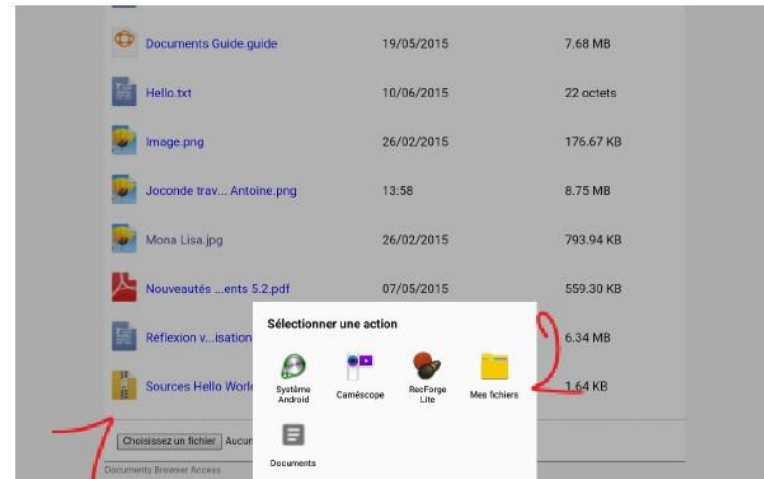 Documents Guide.guide 19/05/2015 7.68 MB
Hello.txt 10/06/2015 22 octets
Image.png 26/02/2015 176.67 KB
Joconde trav... Antoine.png 13:58 8.75 MB
Mona Lisa.jpg 26/02/2015 793.94 KB
Nouveautés ...ents 5.2.pdf 07/05/2015 559.30 KB
Réflexion v...isation 6.34 MB
Sources Hello World 1.64 KB
Sélectionner une action 2
Système Android
Caméscope
RecForge Lite
Mes fichiers
Documents
1
Choisissez un fichier Aucun
Documents Browser Access